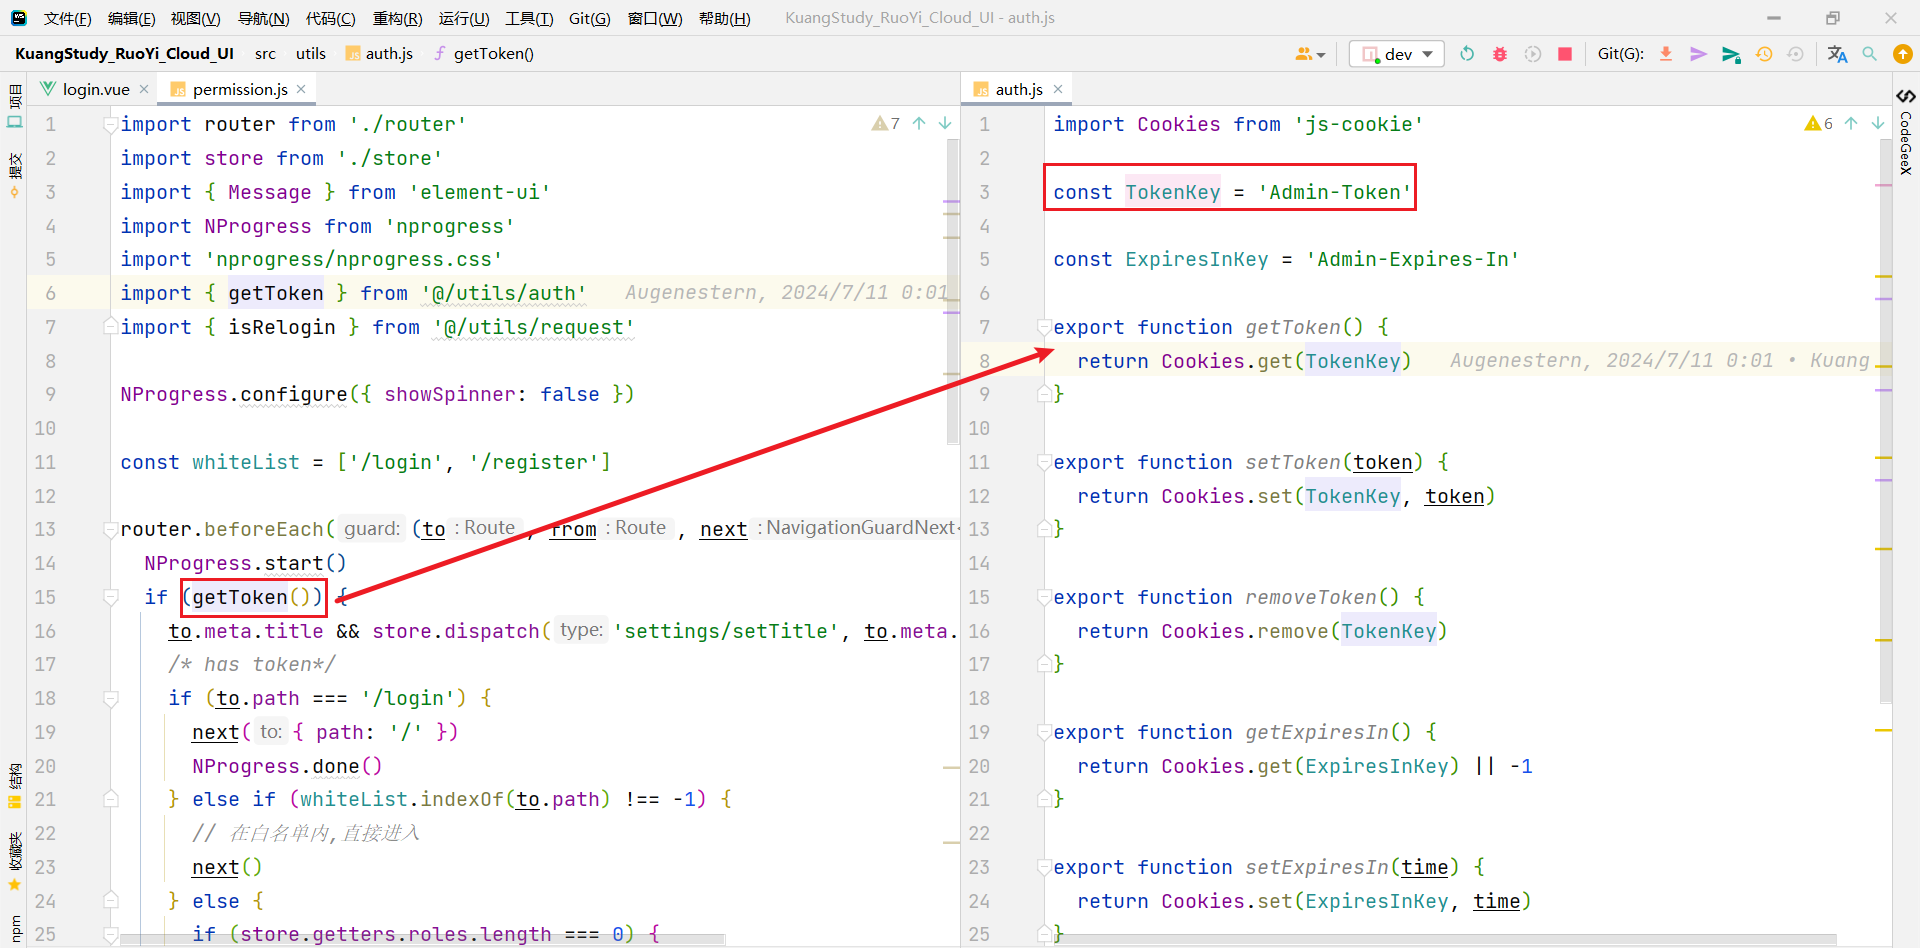 文件(F) 编辑(E) 视图(V) 导航(N) 代码(C) 重构(R) 运行(U) 工具(T) Git(G) 窗口(W) 帮助(H) KuangStudy_RuoYi_Cloud_UI - auth.js
KuangStudy_RuoYi_Cloud_UI src utils auth.js getToken() dev Git(G):
login.vue permission.js
1 import router from './router' 7
2 import store from './store'
3 import { Message } from 'element-ui'
4 import NProgress from 'nprogress'
5 import 'nprogress/nprogress.css'
6 import { getToken } from '@/utils/auth' Augenestern, 2024/7/11 0:01
7 import { isRelogin } from '@/utils/request'
8
9 NProgress.configure({ showSpinner: false })
10
11 const whiteList = ['/login', '/register']
12
13 router.beforeEach( guard: (to : Route , from : Route , next : NavigationGuardNext<
14 NProgress.start()
15 if (getToken()) {
16 to.meta.title && store.dispatch( type: 'settings/setTitle', to.meta.
17 /* has token*/
18 if (to.path === '/login') {
19 next( to: { path: '/' })
20 NProgress.done()
21 } else if (whiteList.indexOf(to.path) !== -1) {
22 // 在白名单内,直接进入
23 next()
24 } else {
25 if (store.getters.roles.length === 0) {
auth.js
1 import Cookies from 'js-cookie' 6
2
3 const TokenKey = 'Admin-Token'
4
5 const ExpiresInKey = 'Admin-Expires-In'
6
7 export function getToken() {
8 return Cookies.get(TokenKey) Augenestern, 2024/7/11 0:01 • Kuang
9 }
10
11 export function setToken(token) {
12 return Cookies.set(TokenKey, token)
13 }
14
15 export function removeToken() {
16 return Cookies.remove(TokenKey)
17 }
18
19 export function getExpiresIn() {
20 return Cookies.get(ExpiresInKey) || -1
21 }
22
23 export function setExpiresIn(time) {
24 return Cookies.set(ExpiresInKey, time)
25 }
项目
提交
结构
收藏夹
npm
CodeGeeX